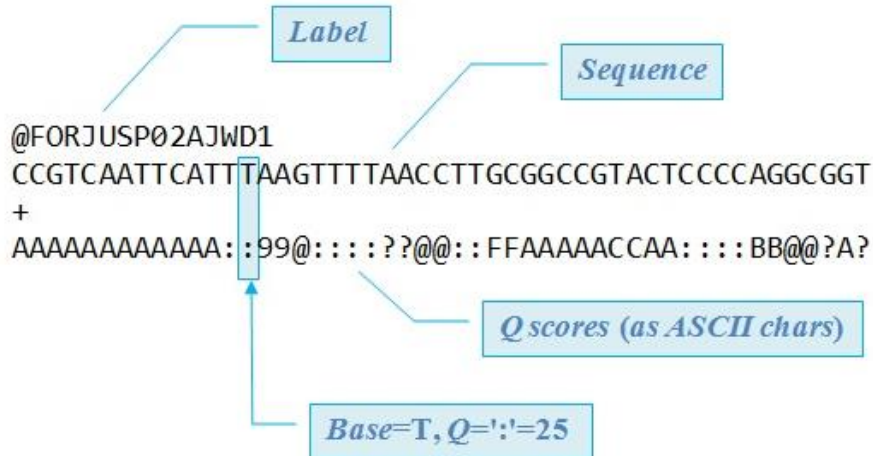 Label
Sequence
@FORJUSP02AJWD1
CCGTCAATTCATTTAAGTTTTAACCTTGCGGCCGTACTCCCCAGGCGGT
+
AAAAAAAAAAAA::99@::::??@@::FFAAAAACCAA::::BB@@?A?
Q scores (as ASCII chars)
Base=T, Q=':'=25